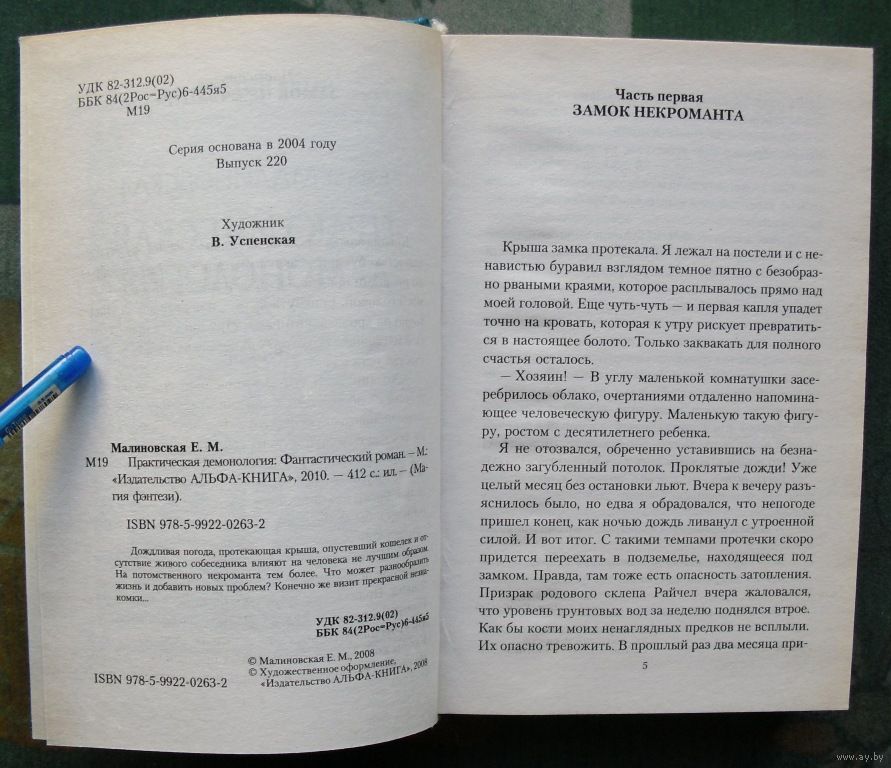 УДК 82-312.9(02)
ББК 84(2Рос=Рус)6-445я5
М19
Серия основана в 2004 году
Выпуск 220
Художник
В. Успенская
Малиновская Е. М.
М19 Практическая демонология: Фантастический роман. – М.:
«Издательство АЛЬФА-КНИГА», 2010. — 412 с.: ил. – (Ма-
гия фэнтези).
ISBN 978-5-9922-0263-2
Дождливая погода, протекающая крыша, опустевший кошелек и от-
сутствие живого собеседника влияют на человека не лучшим образом.
На потомственного некроманта тем более. Что может разнообразить
жизнь и добавить новых проблем? Конечно же визит прекрасной незна-
комки...
УДК 82-312.9(02)
ББК 84(2Рос=Рус)6-445я5
© Малиновская Е. М., 2008
© Художественное оформление,
«Издательство АЛЬФА-КНИГА», 2008
ISBN 978-5-9922-0263-2
Часть первая
ЗАМОК НЕКРОМАНТА
Крыша замка протекала. Я лежал на постели и с не-
навистью буравил взглядом темное пятно с безобраз-
но рваными краями, которое расплывалось прямо над
моей головой. Еще чуть-чуть — и первая капля упадет
точно на кровать, которая к утру рискует превратить-
ся в настоящее болото. Только заквакать для полного
счастья осталось.
— Хозяин! — В углу маленькой комнатушки засе-
ребрилось облако, очертаниями отдаленно напомина-
ющее человеческую фигуру. Маленькую такую фигу-
ру, ростом с десятилетнего ребенка.
Я не отозвался, обреченно уставившись на безна-
дежно загубленный потолок. Проклятые дожди! Уже
целый месяц без остановки льют. Вчера к вечеру разъ-
яснилось было, но едва я обрадовался, что непогоде
пришел конец, как ночью дождь ливанул с утроенной
силой. И вот итог. С такими темпами протечки скоро
придется переехать в подземелье, находящееся под
замком. Правда, там тоже есть опасность затопления.
Призрак родового склепа Райчел вчера жаловался,
что уровень грунтовых вод за неделю поднялся втрое.
Как бы кости моих ненаглядных предков не всплыли.
Их опасно тревожить. В прошлый раз два месяца при-
5
www.ay.by